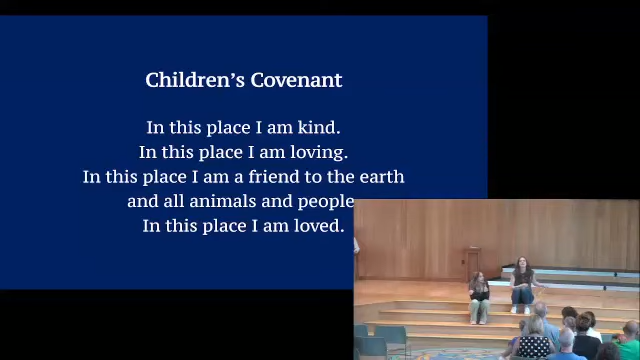 Children's Covenant
In this place I am kind.
In this place I am loving.
In this place I am a friend to the earth
and all animals and people
In this place I am loved.